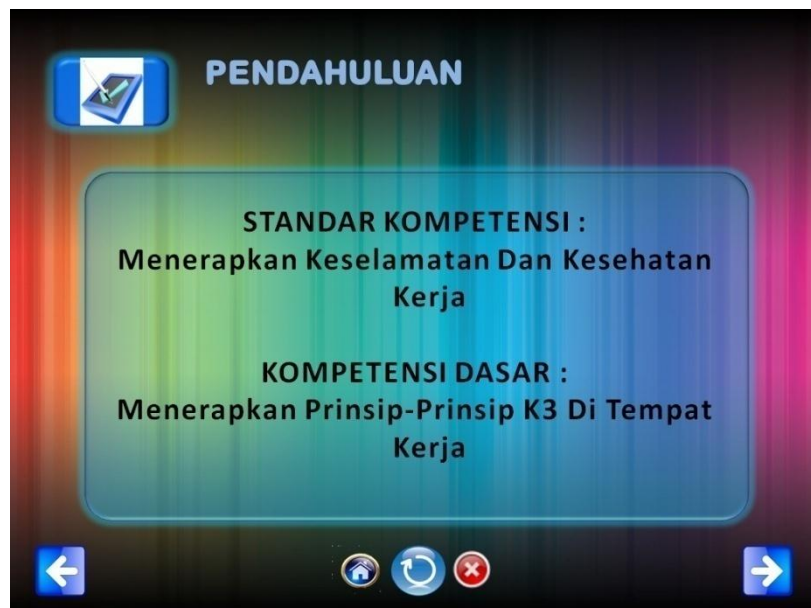 PENDAHULUAN
STANDAR KOMPETENSI :
Menerapkan Keselamatan Dan Kesehatan
Kerja
KOMPETENSI DASAR :
Menerapkan Prinsip-Prinsip K3 Di Tempat
Kerja